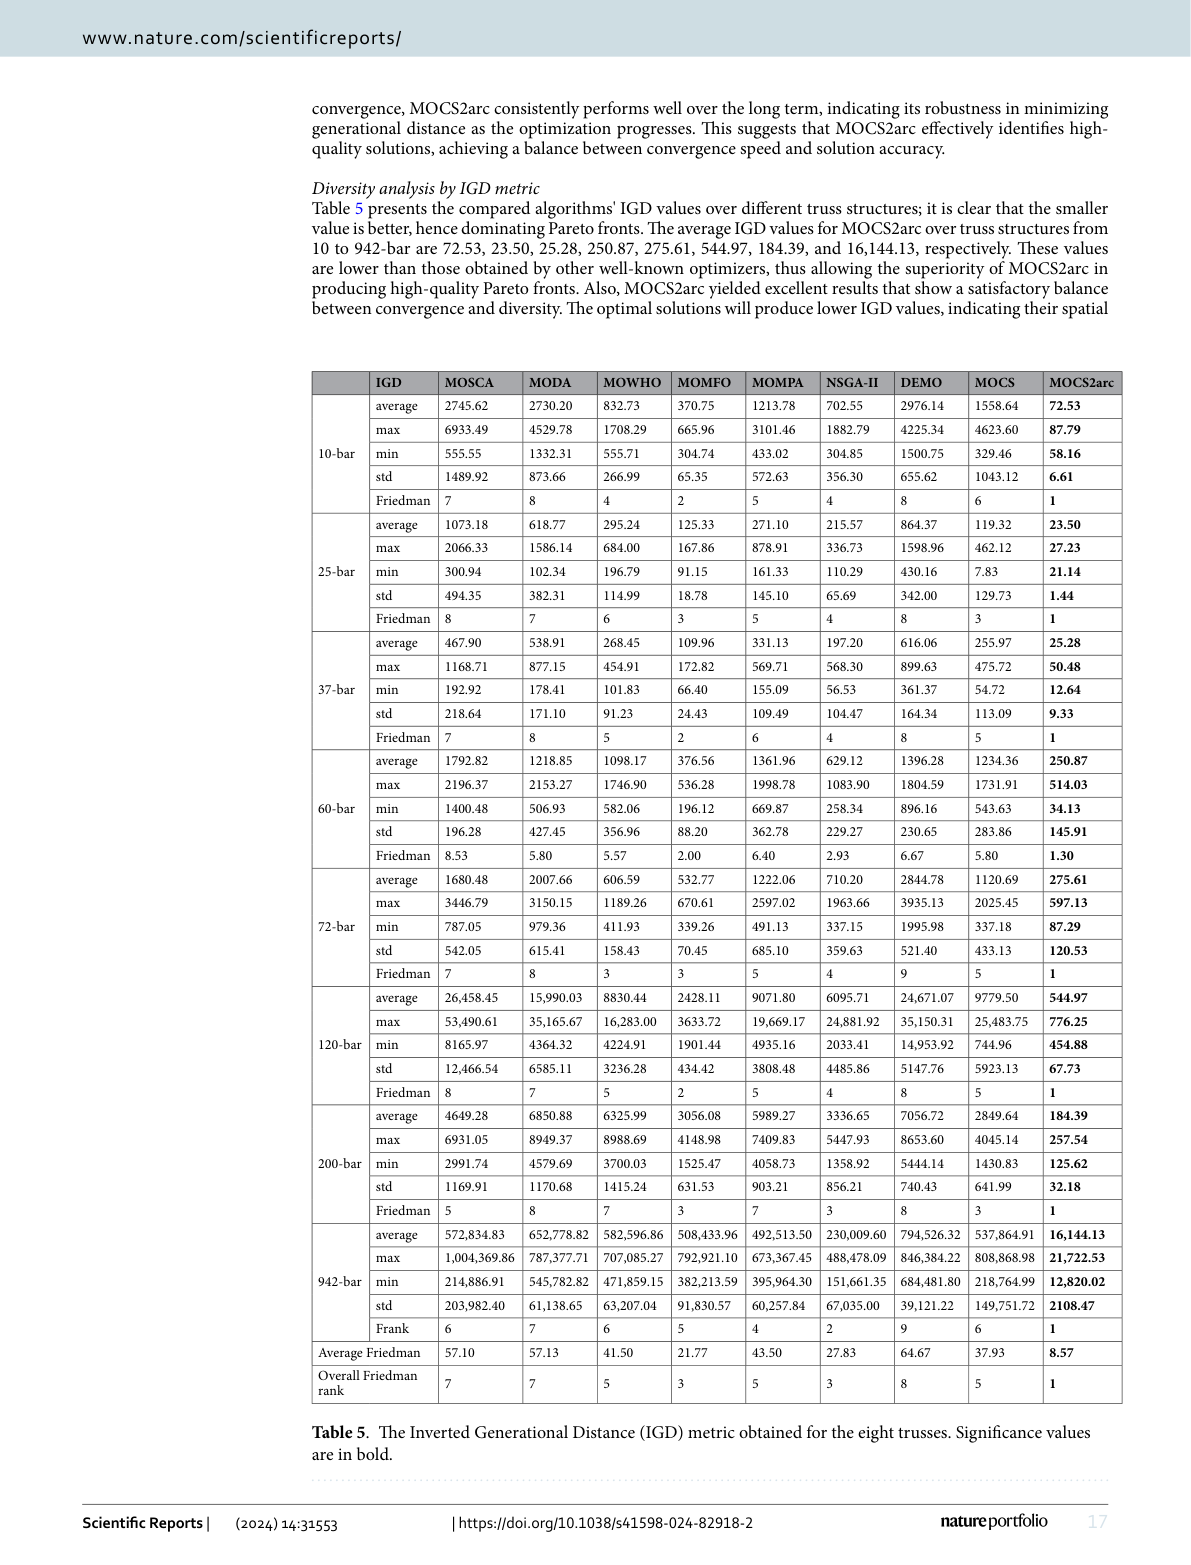 www.nature.com/scientificreports/
convergence, MOCS2arc consistently performs well over the long term, indicating its robustness in minimizing
generational distance as the optimization progresses. This suggests that MOCS2arc effectively identifies high-
quality solutions, achieving a balance between convergence speed and solution accuracy.
Diversity analysis by IGD metric
Table 5 presents the compared algorithms' IGD values over different truss structures; it is clear that the smaller
value is better, hence dominating Pareto fronts. The average IGD values for MOCS2arc over truss structures from
10 to 942-bar are 72.53, 23.50, 25.28, 250.87, 275.61, 544.97, 184.39, and 16,144.13, respectively. These values
are lower than those obtained by other well-known optimizers, thus allowing the superiority of MOCS2arc in
producing high-quality Pareto fronts. Also, MOCS2arc yielded excellent results that show a satisfactory balance
between convergence and diversity. The optimal solutions will produce lower IGD values, indicating their spatial
IGD MOSCA MODA MOWHO MOMFO MOMPA NSGA-II DEMO MOCS MOCS2arc
average 2745.62 2730.20 832.73 370.75 1213.78 702.55 2976.14 1558.64 72.53
max 6933.49 4529.78 1708.29 665.96 3101.46 1882.79 4225.34 4623.60 87.79
10-bar min 555.55 1332.31 555.71 304.74 433.02 304.85 1500.75 329.46 58.16
std 1489.92 873.66 266.99 65.35 572.63 356.30 655.62 1043.12 6.61
Friedman 7 8 4 2 5 4 8 6 1
average 1073.18 618.77 295.24 125.33 271.10 215.57 864.37 119.32 23.50
max 2066.33 1586.14 684.00 167.86 878.91 336.73 1598.96 462.12 27.23
25-bar min 300.94 102.34 196.79 91.15 161.33 110.29 430.16 7.83 21.14
std 494.35 382.31 114.99 18.78 145.10 65.69 342.00 129.73 1.44
Friedman 8 7 6 3 5 4 8 3 1
average 467.90 538.91 268.45 109.96 331.13 197.20 616.06 255.97 25.28
max 1168.71 877.15 454.91 172.82 569.71 568.30 899.63 475.72 50.48
37-bar min 192.92 178.41 101.83 66.40 155.09 56.53 361.37 54.72 12.64
std 218.64 171.10 91.23 24.43 109.49 104.47 164.34 113.09 9.33
Friedman 7 8 5 2 6 4 8 5 1
average 1792.82 1218.85 1098.17 376.56 1361.96 629.12 1396.28 1234.36 250.87
max 2196.37 2153.27 1746.90 536.28 1998.78 1083.90 1804.59 1731.91 514.03
60-bar min 1400.48 506.93 582.06 196.12 669.87 258.34 896.16 543.63 34.13
std 196.28 427.45 356.96 88.20 362.78 229.27 230.65 283.86 145.91
Friedman 8.53 5.80 5.57 2.00 6.40 2.93 6.67 5.80 1.30
average 1680.48 2007.66 606.59 532.77 1222.06 710.20 2844.78 1120.69 275.61
max 3446.79 3150.15 1189.26 670.61 2597.02 1963.66 3935.13 2025.45 597.13
72-bar min 787.05 979.36 411.93 339.26 491.13 337.15 1995.98 337.18 87.29
std 542.05 615.41 158.43 70.45 685.10 359.63 521.40 433.13 120.53
Friedman 7 8 3 3 5 4 9 5 1
average 26,458.45 15,990.03 8830.44 2428.11 9071.80 6095.71 24,671.07 9779.50 544.97
max 53,490.61 35,165.67 16,283.00 3633.72 19,669.17 24,881.92 35,150.31 25,483.75 776.25
120-bar min 8165.97 4364.32 4224.91 1901.44 4935.16 2033.41 14,953.92 744.96 454.88
std 12,466.54 6585.11 3236.28 434.42 3808.48 4485.86 5147.76 5923.13 67.73
Friedman 8 7 5 2 5 4 8 5 1
average 4649.28 6850.88 6325.99 3056.08 5989.27 3336.65 7056.72 2849.64 184.39
max 6931.05 8949.37 8988.69 4148.98 7409.83 5447.93 8653.60 4045.14 257.54
200-bar min 2991.74 4579.69 3700.03 1525.47 4058.73 1358.92 5444.14 1430.83 125.62
std 1169.91 1170.68 1415.24 631.53 903.21 856.21 740.43 641.99 32.18
Friedman 5 8 7 3 7 3 8 3 1
average 572,834.83 652,778.82 582,596.86 508,433.96 492,513.50 230,009.60 794,526.32 537,864.91 16,144.13
max 1,004,369.86 787,377.71 707,085.27 792,921.10 673,367.45 488,478.09 846,384.22 808,868.98 21,722.53
942-bar min 214,886.91 545,782.82 471,859.15 382,213.59 395,964.30 151,661.35 684,481.80 218,764.99 12,820.02
std 203,982.40 61,138.65 63,207.04 91,830.57 60,257.84 67,035.00 39,121.22 149,751.72 2108.47
Frank 6 7 6 5 4 2 9 6 1
Average Friedman 57.10 57.13 41.50 21.77 43.50 27.83 64.67 37.93 8.57
Overall Friedman
rank 7 7 5 3 5 3 8 5 1
Table 5. The Inverted Generational Distance (IGD) metric obtained for the eight trusses. Significance values
are in bold.
Scientific Reports | (2024) 14:31553 | https://doi.org/10.1038/s41598-024-82918-2 natureportfolio 17